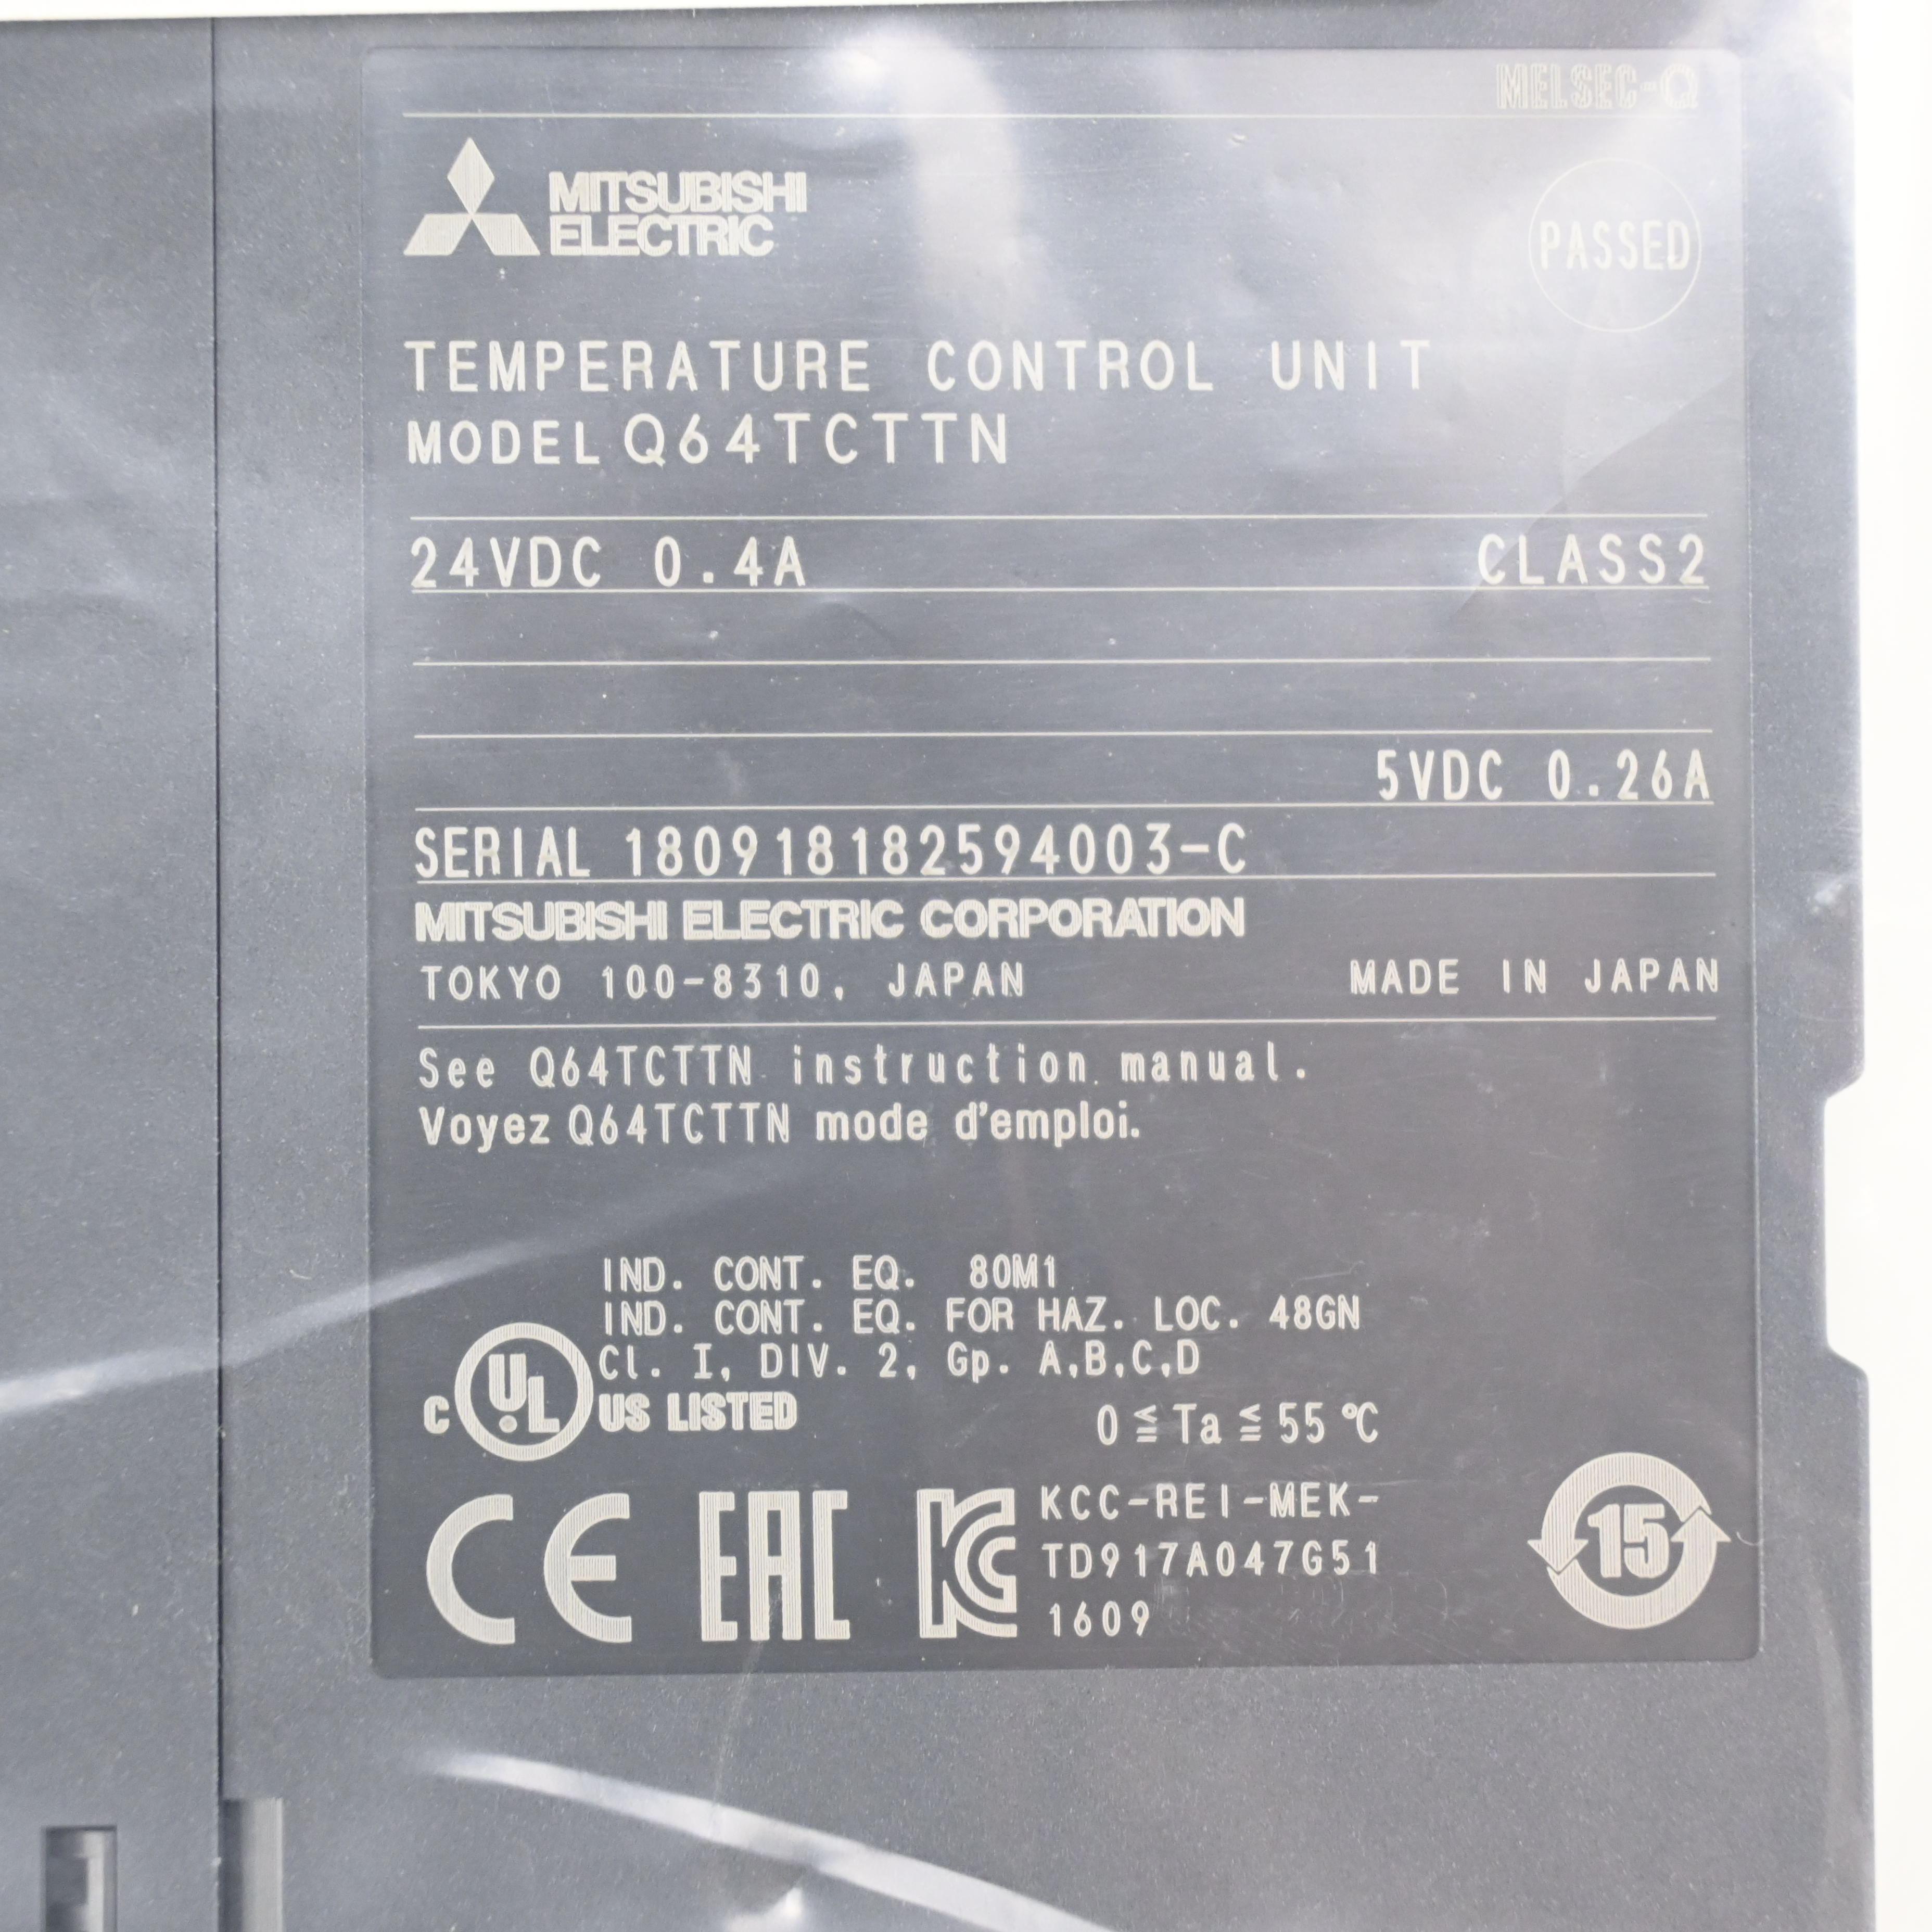 MELSEC-Q
MITSUBISHI
ELECTRIC
PASSED
TEMPERATURE CONTROL UNIT
MODEL Q64TCTTN
24VDC 0.4A CLASS2
5VDC 0.26A
SERIAL 180918182594003-C
MITSUBISHI ELECTRIC CORPORATION
TOKYO 100-8310, JAPAN MADE IN JAPAN
See Q64TCTTN instruction manual.
Voyez Q64TCTTN mode d'emploi.
IND. CONT. EQ. 80M1
IND. CONT. EQ. FOR HAZ. LOC. 48GN
Cl. I, DIV. 2, Gp. A,B,C,D
C UL US LISTED
0 ≦ Ta ≦ 55 ℃
CE EAC KC
KCC-REI-MEK-
TD917A047G51
1609
15